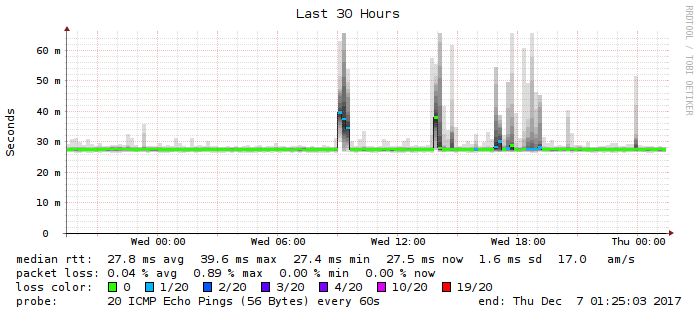 Last 30 Hours
RRDTOOL / TOBI OETIKER
Seconds
60 m
50 m
40 m
30 m
20 m
10 m
0
Wed 00:00 Wed 06:00 Wed 12:00 Wed 18:00 Thu 00:00
median rtt: 27.8 ms avg 39.6 ms max 27.4 ms min 27.5 ms now 1.6 ms sd 17.0 am/s
packet loss: 0.04 % avg 0.89 % max 0.00 % min 0.00 % now
loss color: 0 1/20 2/20 3/20 4/20 10/20 19/20
probe: 20 ICMP Echo Pings (56 Bytes) every 60s end: Thu Dec 7 01:25:03 2017